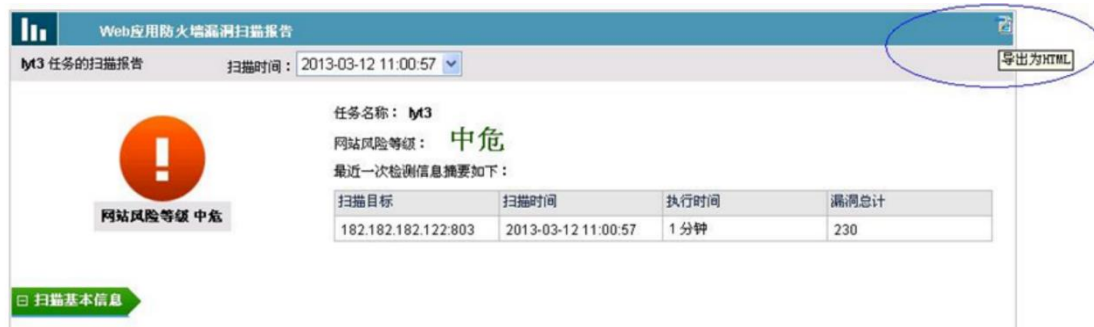 Web应用防火墙漏洞扫描报告
导出为HTML
lyt3 任务的扫描报告 扫描时间： 2013-03-12 11:00:57
任务名称： lyt3
网站风险等级： 中危
最近一次检测信息摘要如下：
网站风险等级 中危
扫描目标 扫描时间 执行时间 漏洞总计
182.182.182.122:803 2013-03-12 11:00:57 1 分钟 230
扫描基本信息